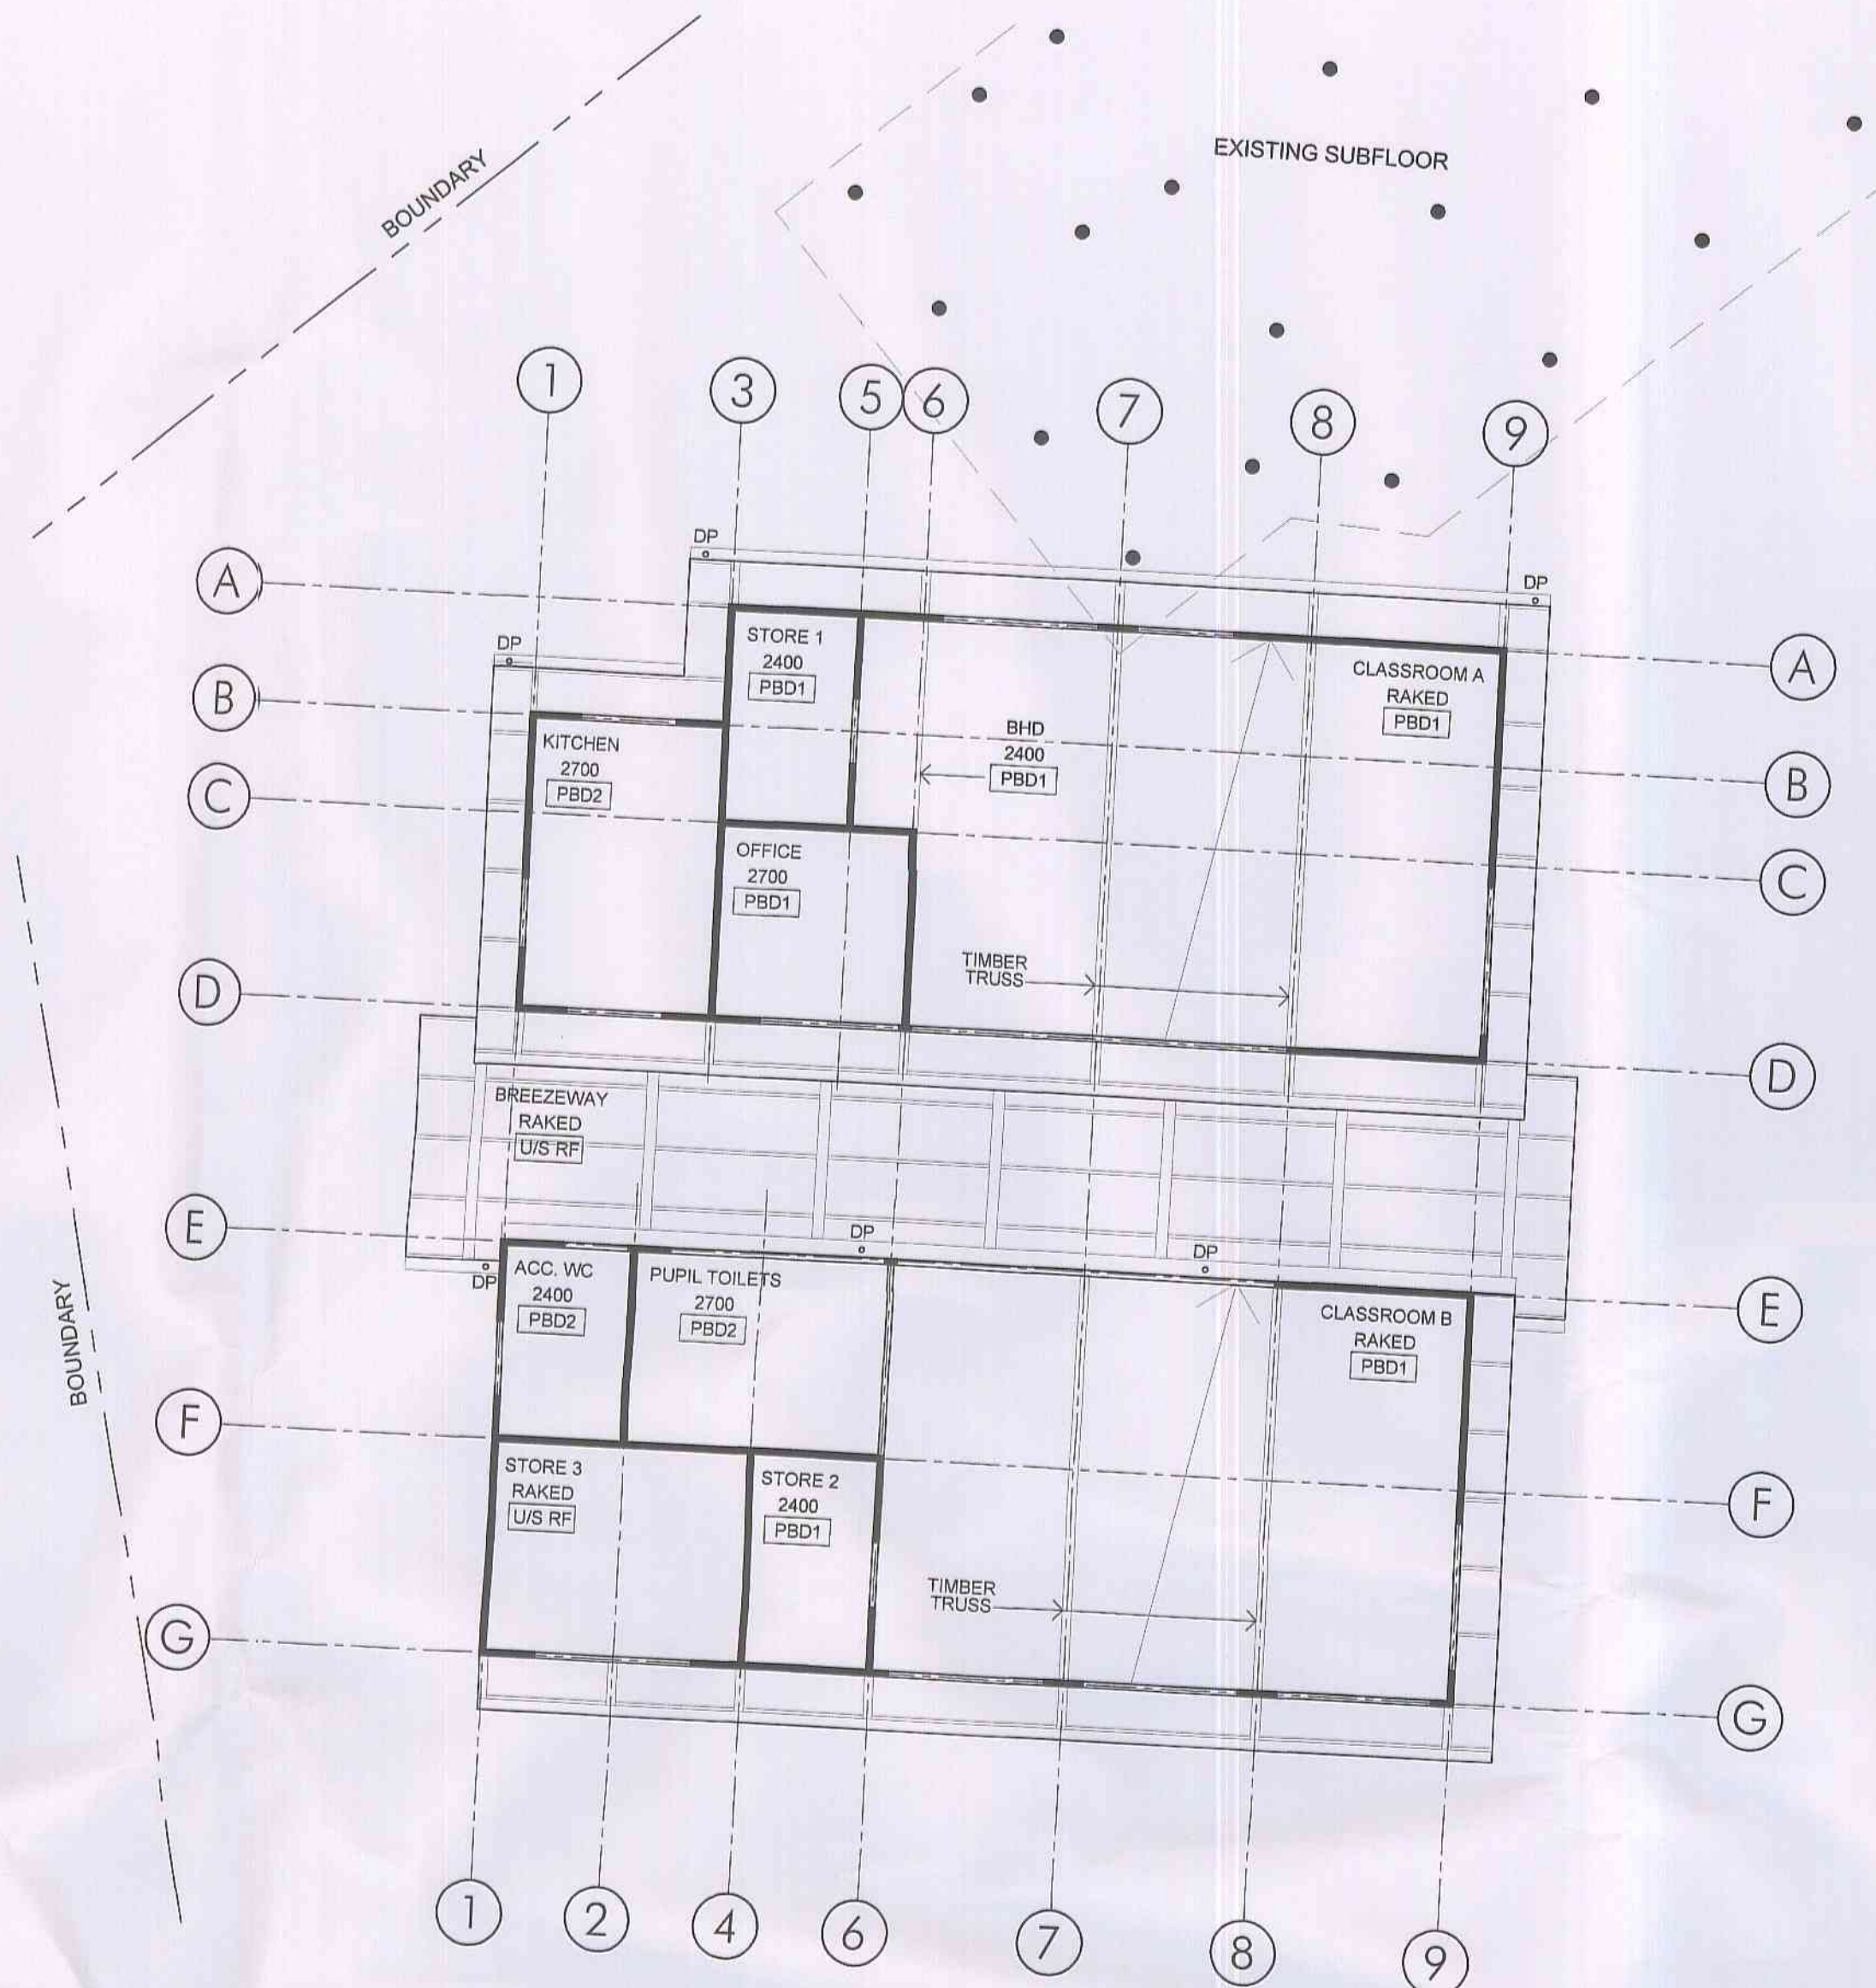 EXISTING SUBFLOOR
BOUNDARY
1
3
5
6
7
8
9
DP
DP
A
STORE 1
2400
PBD1
CLASSROOM A
RAKED
PBD1
A
DP
B
BHD
2400
PBD1
B
KITCHEN
2700
PBD2
C
OFFICE
2700
PBD1
C
D
TIMBER
TRUSS
D
BREEZEWAY
RAKED
U/S RF
E
DP
DP
DP
ACC. WC
2400
PBD2
PUPIL TOILETS
2700
PBD2
CLASSROOM B
RAKED
PBD1
E
BOUNDARY
F
STORE 3
RAKED
U/S RF
STORE 2
2400
PBD1
F
TIMBER
TRUSS
G
G
1
2
4
6
7
8
9